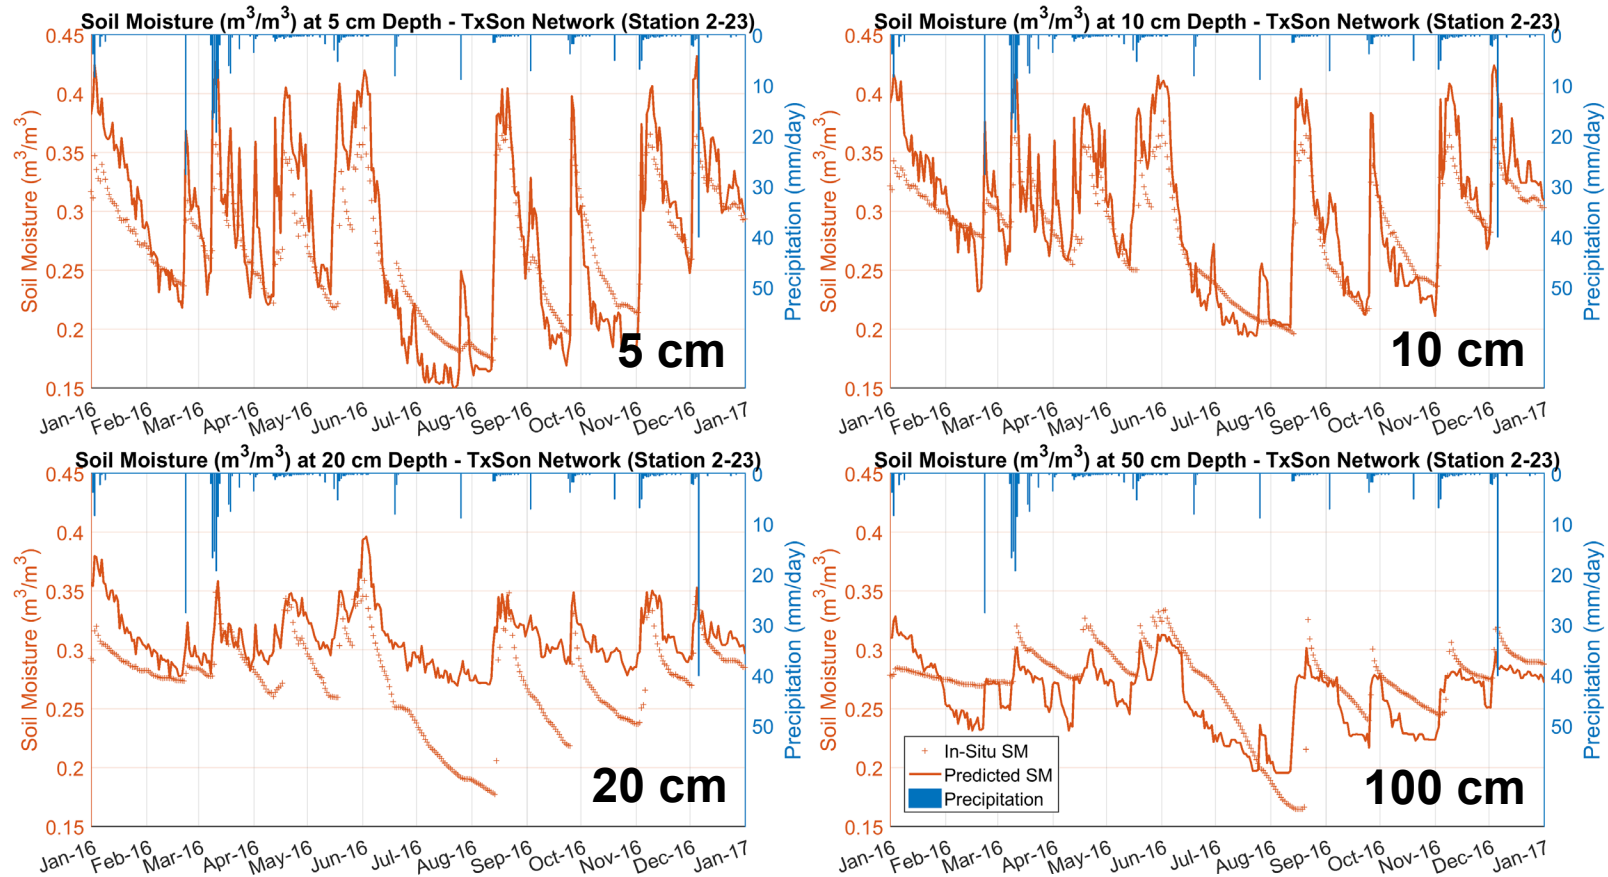 Soil Moisture (m³/m³) at 5 cm Depth - TxSon Network (Station 2-23)
0.45
0.4
0.35
0.3
0.25
0.2
0.15
Soil Moisture (m³/m³)
0
10
20
30
40
50
Precipitation (mm/day)
5 cm
Jan-16 Feb-16 Mar-16 Apr-16 May-16 Jun-16 Jul-16 Aug-16 Sep-16 Oct-16 Nov-16 Dec-16 Jan-17
Soil Moisture (m³/m³) at 10 cm Depth - TxSon Network (Station 2-23)
0.45
0.4
0.35
0.3
0.25
0.2
0.15
Soil Moisture (m³/m³)
0
10
20
30
40
50
Precipitation (mm/day)
10 cm
Jan-16 Feb-16 Mar-16 Apr-16 May-16 Jun-16 Jul-16 Aug-16 Sep-16 Oct-16 Nov-16 Dec-16 Jan-17
Soil Moisture (m³/m³) at 20 cm Depth - TxSon Network (Station 2-23)
0.45
0.4
0.35
0.3
0.25
0.2
0.15
Soil Moisture (m³/m³)
0
10
20
30
40
50
Precipitation (mm/day)
20 cm
Jan-16 Feb-16 Mar-16 Apr-16 May-16 Jun-16 Jul-16 Aug-16 Sep-16 Oct-16 Nov-16 Dec-16 Jan-17
Soil Moisture (m³/m³) at 50 cm Depth - TxSon Network (Station 2-23)
0.45
0.4
0.35
0.3
0.25
0.2
0.15
Soil Moisture (m³/m³)
0
10
20
30
40
50
Precipitation (mm/day)
In-Situ SM
Predicted SM
Precipitation
100 cm
Jan-16 Feb-16 Mar-16 Apr-16 May-16 Jun-16 Jul-16 Aug-16 Sep-16 Oct-16 Nov-16 Dec-16 Jan-17